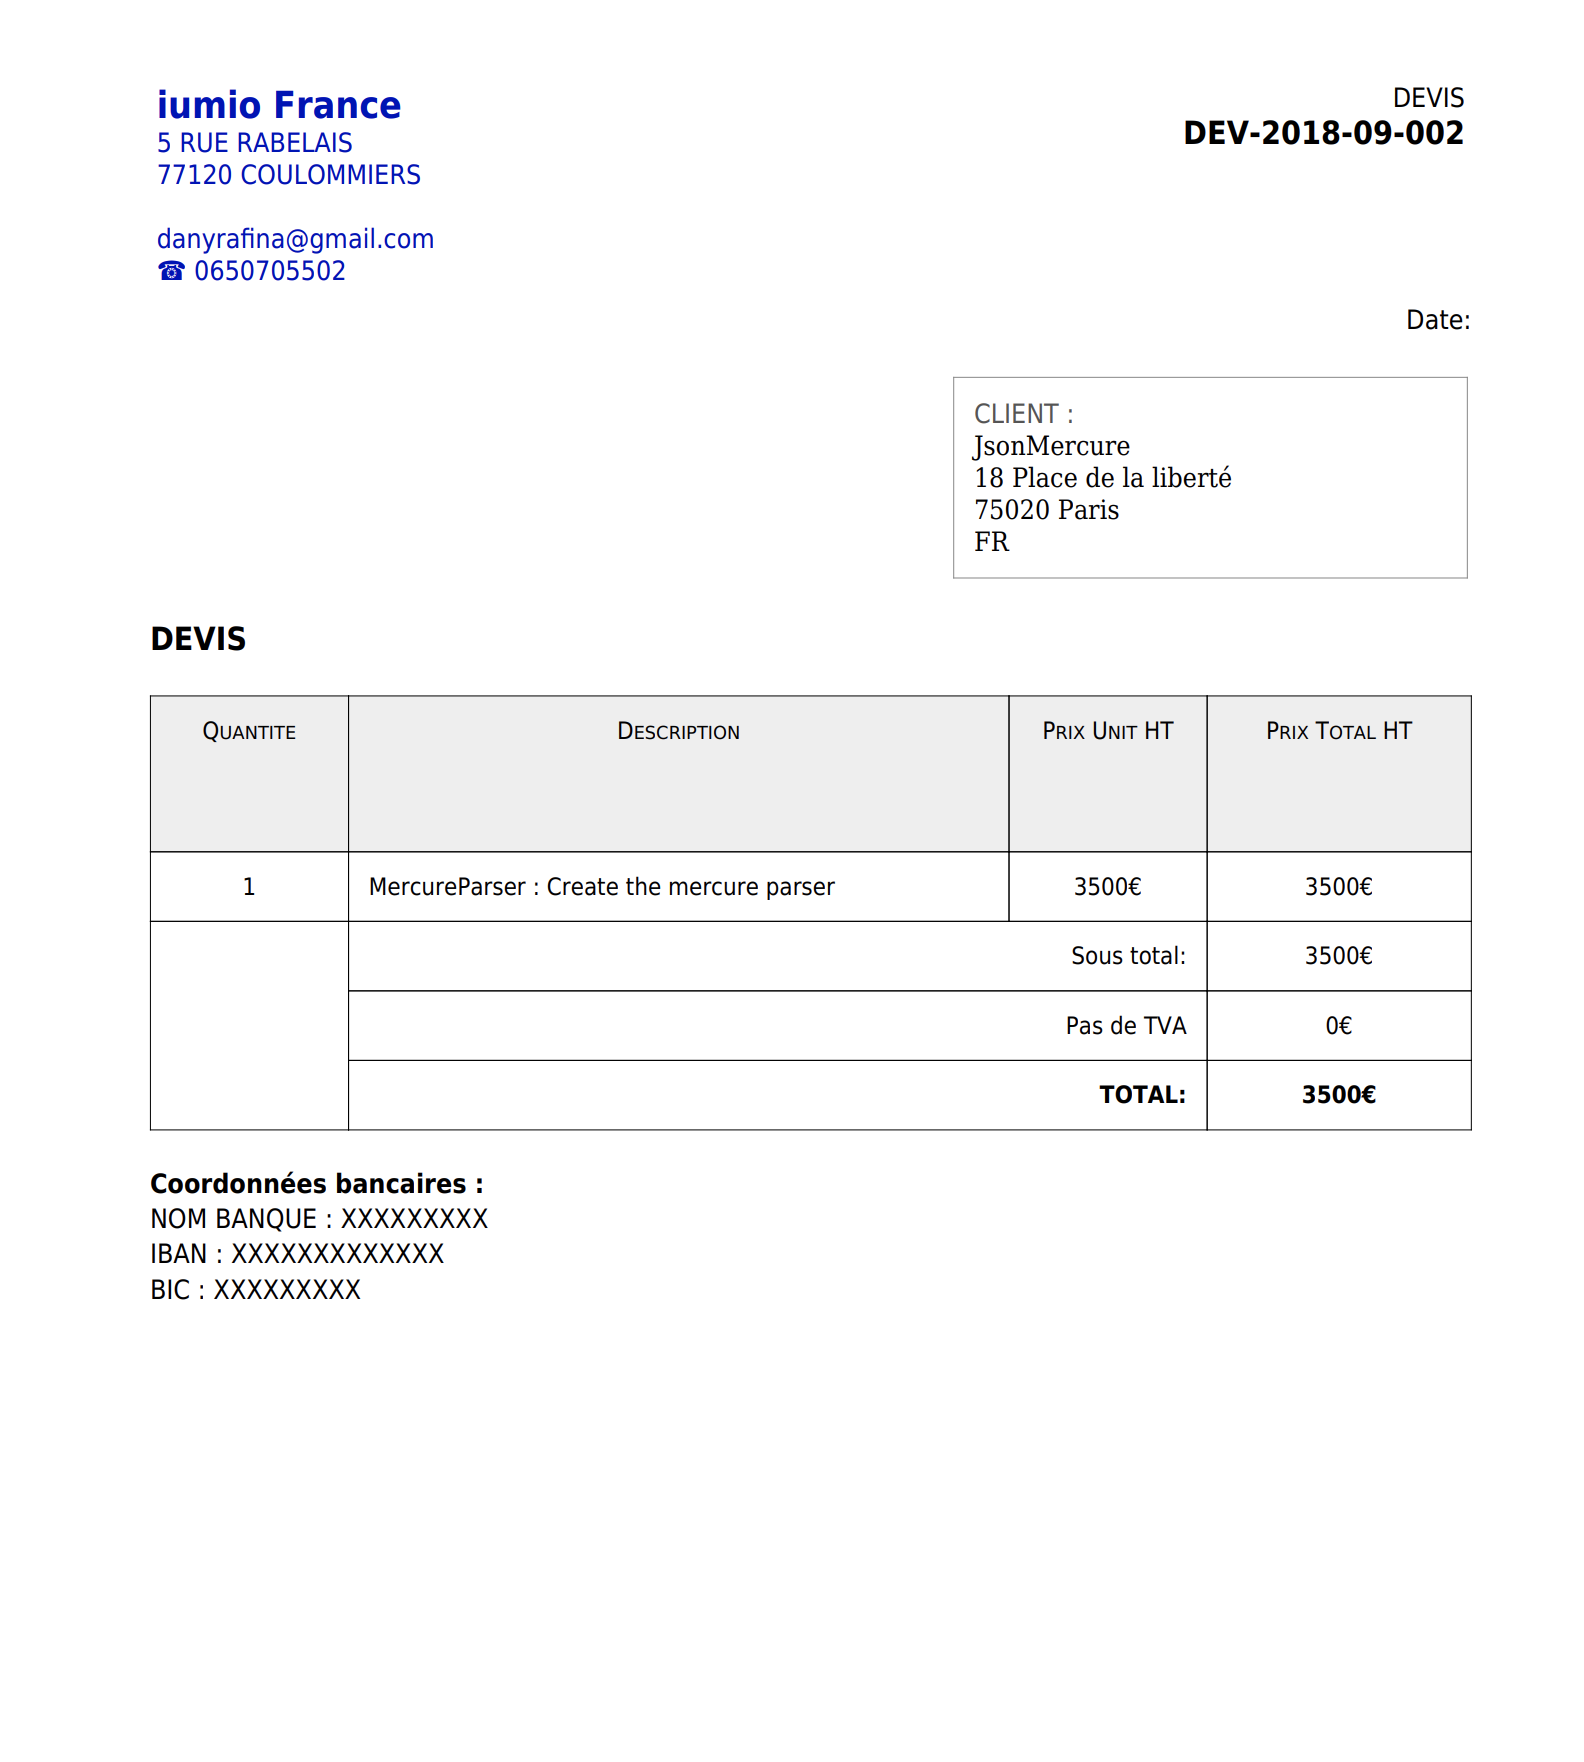 iumio France
5 RUE RABELAIS
77120 COULOMMIERS
danyrafina@gmail.com
☎ 0650705502
DEVIS
DEV-2018-09-002
Date:
CLIENT :
JsonMercure
18 Place de la liberté
75020 Paris
FR
DEVIS
QUANTITE DESCRIPTION PRIX UNIT HT PRIX TOTAL HT
1 MercureParser : Create the mercure parser 3500€ 3500€
Sous total: 3500€
Pas de TVA 0€
TOTAL: 3500€
Coordonnées bancaires :
NOM BANQUE : XXXXXXXXX
IBAN : XXXXXXXXXXXXX
BIC : XXXXXXXXX